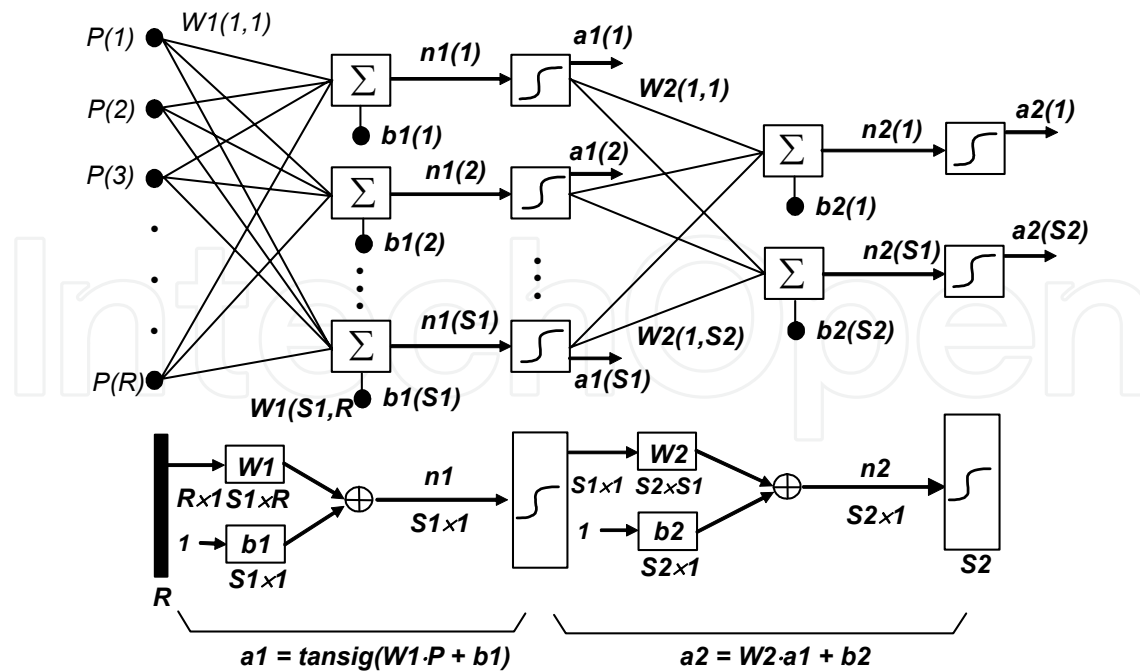 W1(1,1)
P(1)
P(2)
P(3)
P(R)
Σ
n1(1)
a1(1)
b1(1)
Σ
n1(2)
a1(2)
b1(2)
Σ
n1(S1)
a1(S1)
b1(S1)
W1(S1,R
W2(1,1)
W2(1,S2)
Σ
n2(1)
a2(1)
b2(1)
Σ
n2(S1)
a2(S2)
b2(S2)
IntechOpen
W1
R×1 S1×R
1
b1
S1×1
R
n1
S1×1
S1×1
W2
S2×S1
1
b2
S2×1
n2
S2×1
S2
a1 = tansig(W1·P + b1)
a2 = W2·a1 + b2